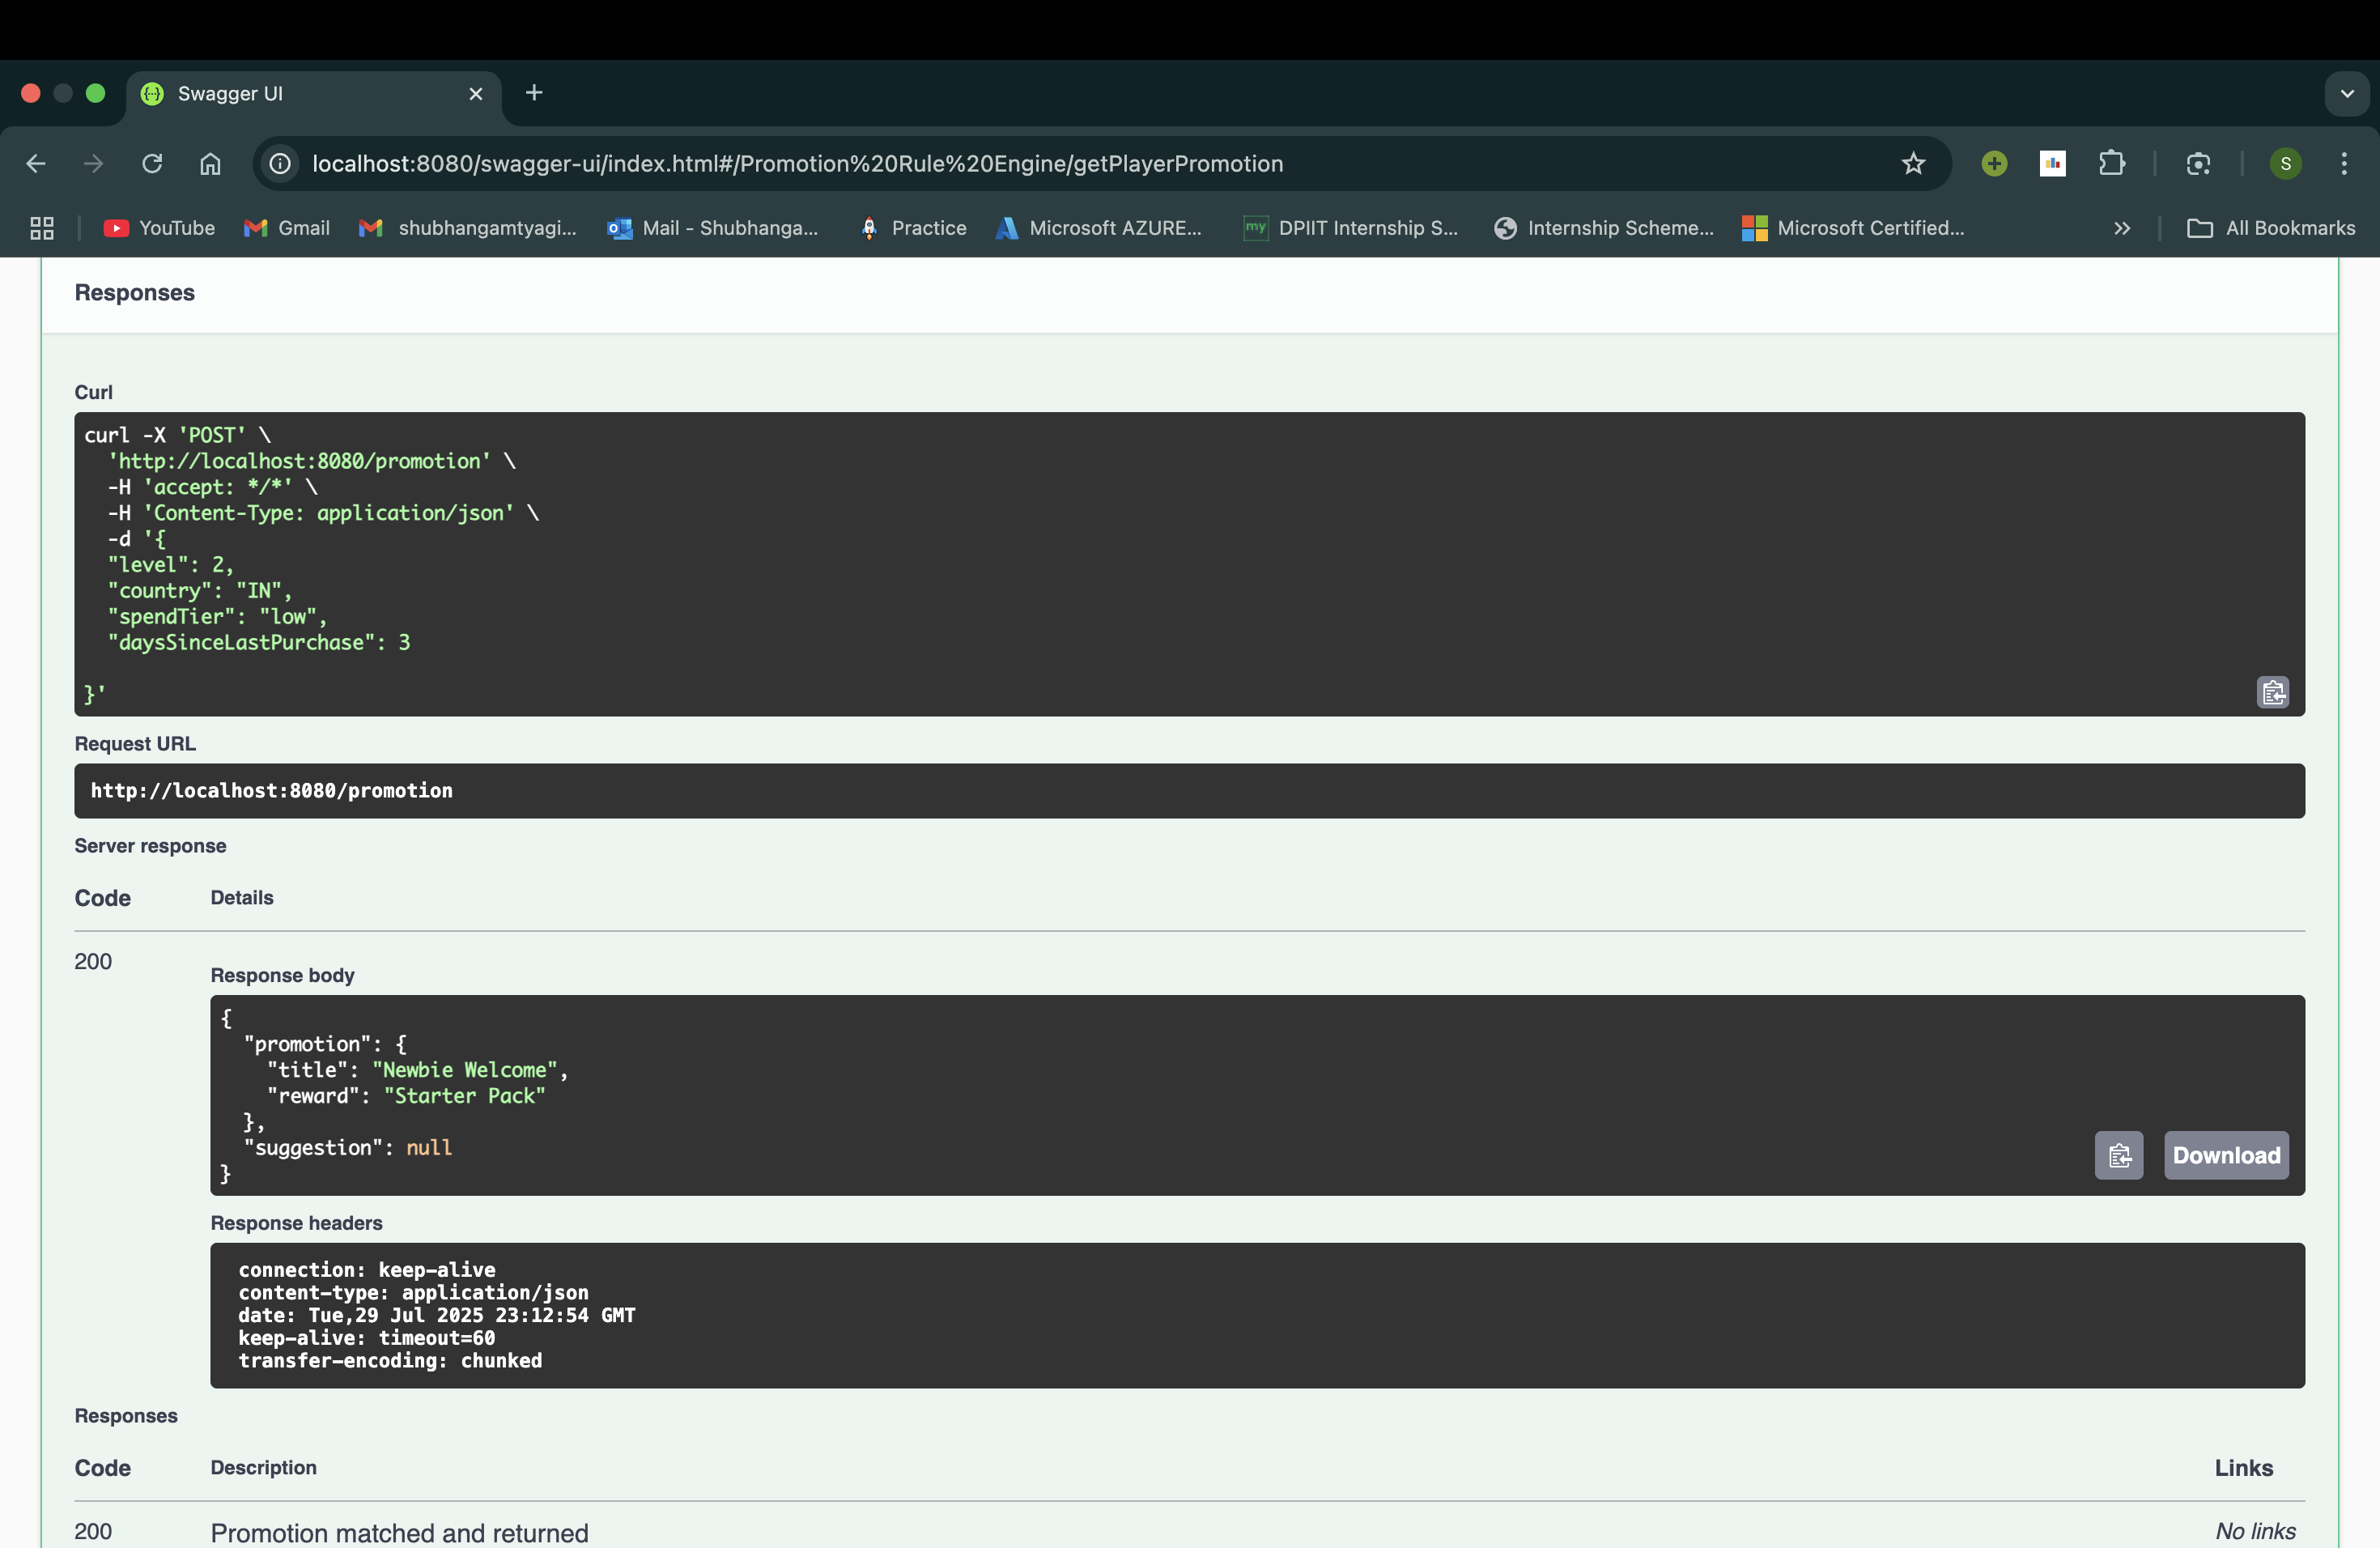 Swagger UI
localhost:8080/swagger-ui/index.html#/Promotion%20Rule%20Engine/getPlayerPromotion
S
YouTube
Gmail
shubhangamtyagi...
Mail - Shubhanga...
Practice
Microsoft AZURE...
my
DPIIT Internship S...
Internship Scheme...
Microsoft Certified...
All Bookmarks
Responses
Curl
curl -X 'POST' \
'http://localhost:8080/promotion' \
-H 'accept: */*' \
-H 'Content-Type: application/json' \
-d '{
"level": 2,
"country": "IN",
"spendTier": "low",
"daysSinceLastPurchase": 3
}'
Request URL
http://localhost:8080/promotion
Server response
Code Details
200
Response body
{
"promotion": {
"title": "Newbie Welcome",
"reward": "Starter Pack"
},
"suggestion": null
}
Download
Response headers
connection: keep-alive
content-type: application/json
date: Tue,29 Jul 2025 23:12:54 GMT
keep-alive: timeout=60
transfer-encoding: chunked
Responses
Code Description Links
200 Promotion matched and returned No links